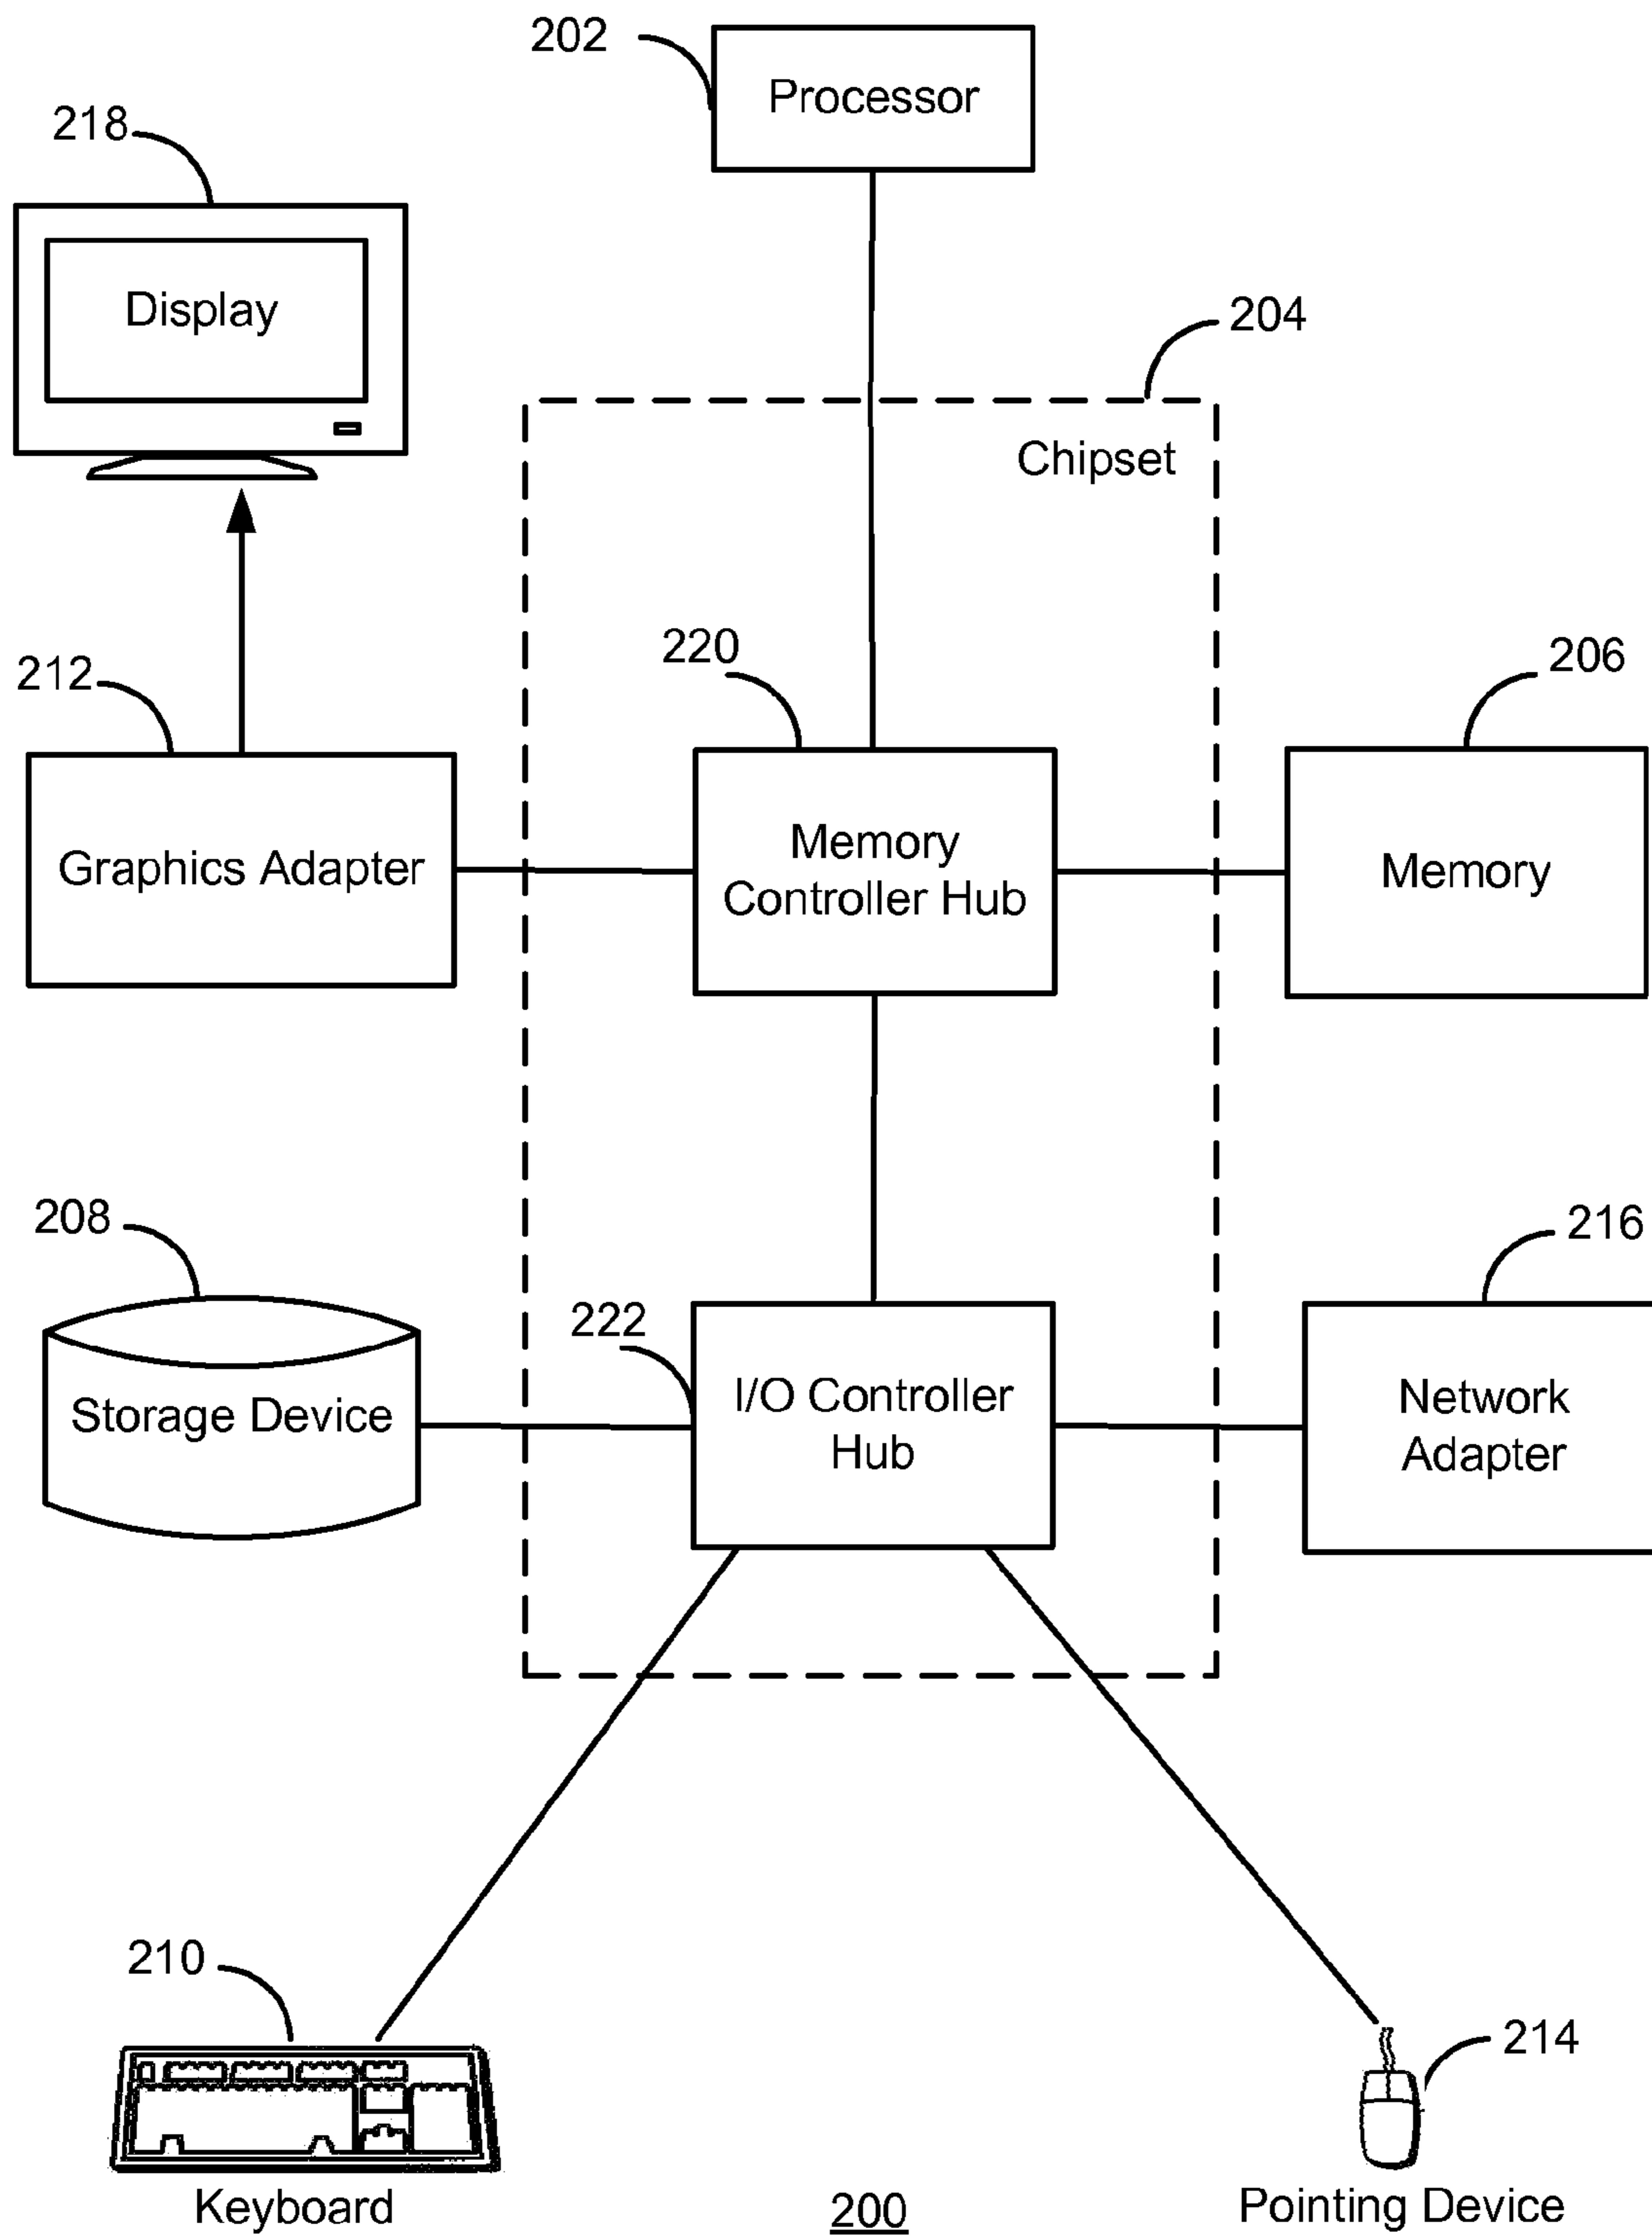 202
Processor
218
Display
204
Chipset
212
220
206
Graphics Adapter
Memory
Controller Hub
Memory
208
222
216
Storage Device
I/O Controller
Hub
Network
Adapter
210
214
Keyboard
200
Pointing Device